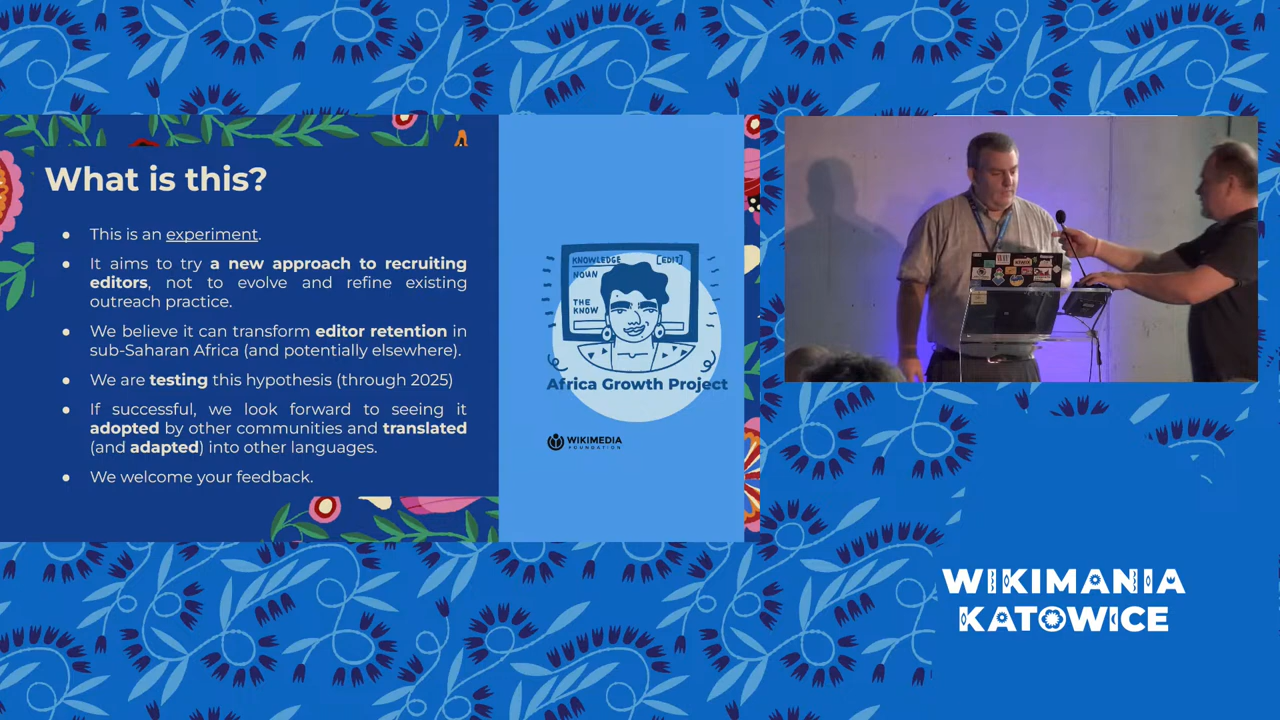 What is this?
This is an experiment.
It aims to try a new approach to recruiting
editors, not to evolve and refine existing
outreach practice.
We believe it can transform editor retention in
sub-Saharan Africa (and potentially elsewhere).
We are testing this hypothesis (through 2025)
If successful, we look forward to seeing it
adopted by other communities and translated
(and adapted) into other languages.
We welcome your feedback.
KNOWLEDGE [EDIT]
NOUN
THE
KNOW
Africa Growth Project
WIKIMEDIA
FOUNDATION
WIKIMANIA
KATOWICE